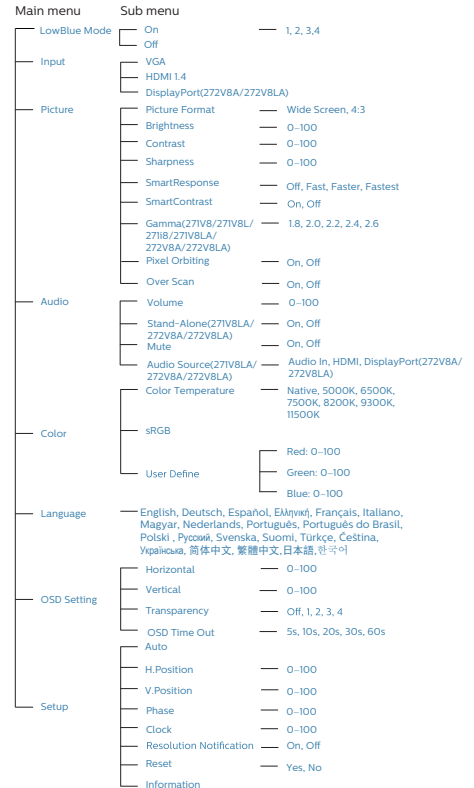 Main menu Sub menu
LowBlue Mode On 1, 2, 3,4
Off
Input VGA
HDMI 1.4
DisplayPort(272V8A/272V8LA)
Picture Picture Format Wide Screen, 4:3
Brightness 0–100
Contrast 0–100
Sharpness 0–100
SmartResponse Off, Fast, Faster, Fastest
SmartContrast On, Off
Gamma(271V8/271V8L/ 1.8, 2.0, 2.2, 2.4, 2.6
271i8/271V8LA/
272V8A/272V8LA)
Pixel Orbiting On, Off
Over Scan On, Off
Audio Volume 0–100
Stand-Alone(271V8LA/ On, Off
272V8A/272V8LA)
Mute On, Off
Audio Source(271V8LA/ Audio In, HDMI, DisplayPort(272V8A/
272V8A/272V8LA) 272V8LA)
Color Temperature Native, 5000K, 6500K,
7500K, 8200K, 9300K,
11500K
Color sRGB
User Define Red: 0–100
Green: 0–100
Blue: 0–100
Language English, Deutsch, Español, Ελληνική, Français, Italiano,
Magyar, Nederlands, Português, Português do Brasil,
Polski , Русский, Svenska, Suomi, Türkçe, Čeština,
Українська, 简体中文, 繁體中文,日本語,한국어
OSD Setting Horizontal 0–100
Vertical 0–100
Transparency Off, 1, 2, 3, 4
OSD Time Out 5s, 10s, 20s, 30s, 60s
Setup Auto
H.Position 0–100
V.Position 0–100
Phase 0–100
Clock 0–100
Resolution Notification On, Off
Reset Yes, No
Information